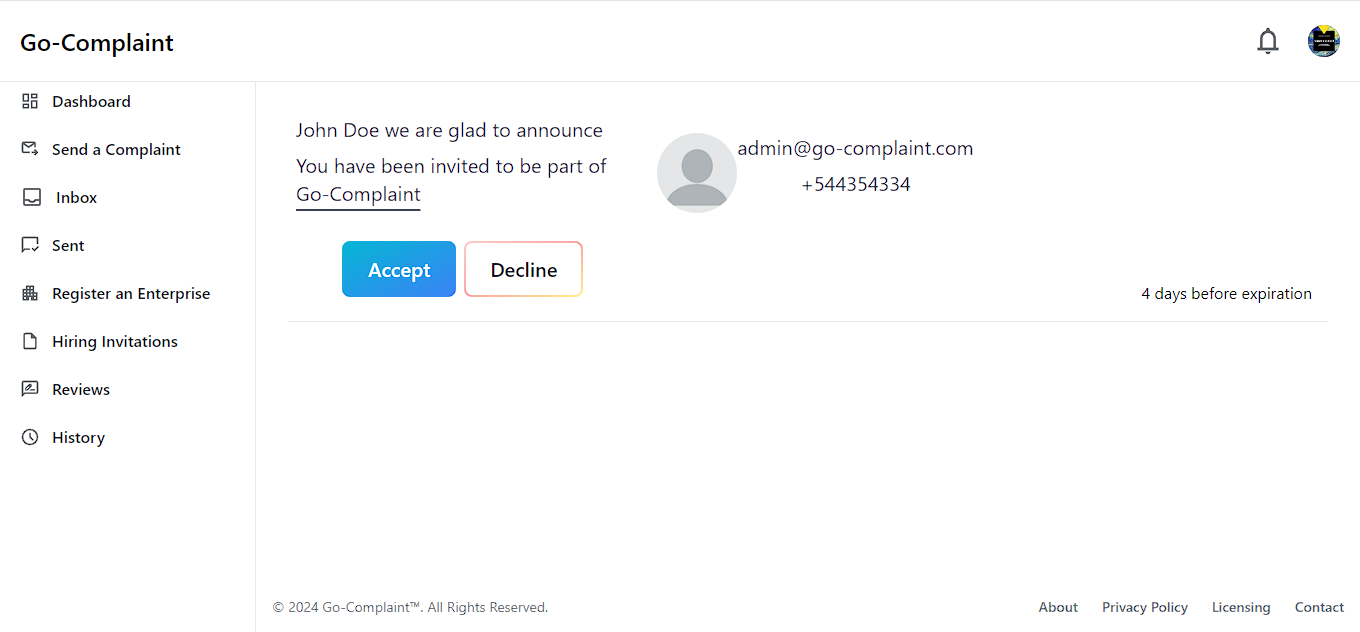 Go-Complaint
Dashboard
Send a Complaint
Inbox
Sent
Register an Enterprise
Hiring Invitations
Reviews
History
John Doe we are glad to announce
You have been invited to be part of
Go-Complaint
Accept
Decline
admin@go-complaint.com
+544354334
4 days before expiration
© 2024 Go-Complaint™. All Rights Reserved.
About
Privacy Policy
Licensing
Contact